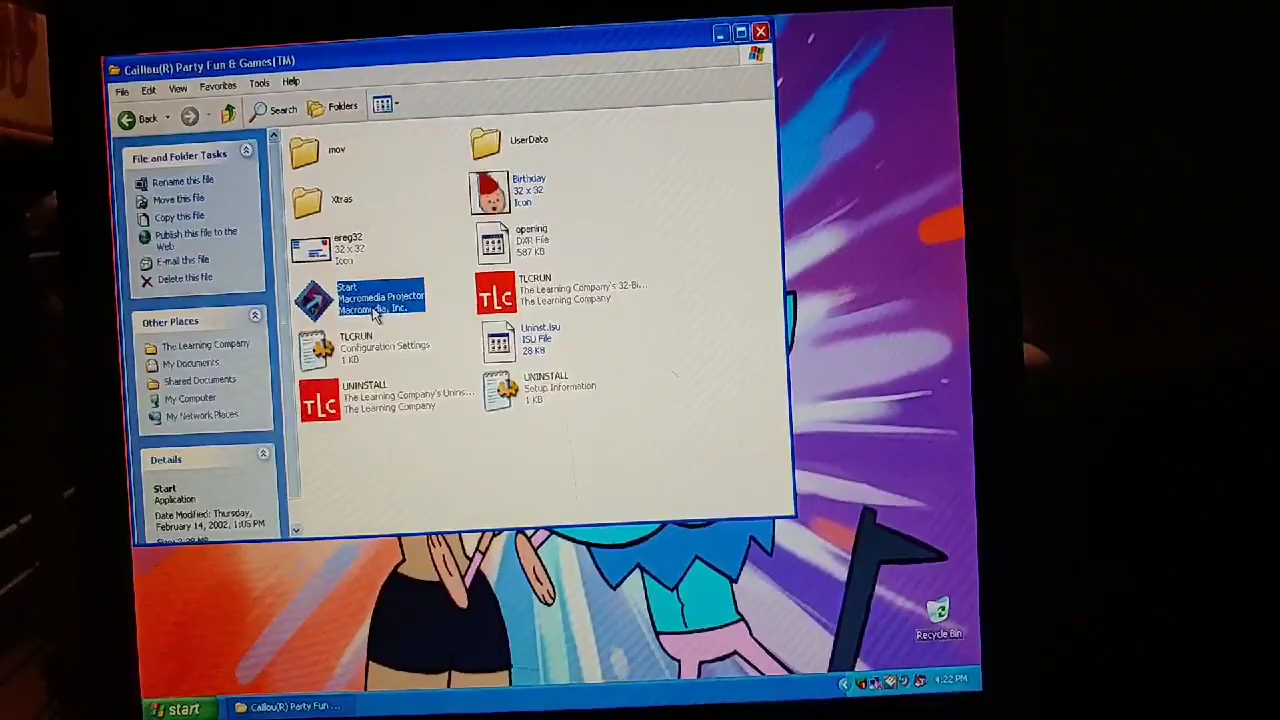 Caillou(R) Party Fun & Games(TM)
File Edit View Favorites Tools Help
Back Search Folders
File and Folder Tasks
Rename this file
Move this file
Copy this file
Publish this file to the
Web
E-mail this file
Delete this file
Other Places
The Learning Company
My Documents
Shared Documents
My Computer
My Network Places
Details
Start
Application
Date Modified: Thursday,
February 14, 2002, 1:05 PM
mov
UserData
Xtras
Birthday
32 x 32
Icon
ereg32
32 x 32
Icon
opening
DXR File
587 KB
Start
Macromedia Projector
Macromedia, Inc.
TLC
TLCRUN
The Learning Company's 32-Bi...
The Learning Company
TLCRUN
Configuration Settings
1 KB
Uninst.isu
ISU File
28 KB
TLC
UNINSTALL
The Learning Company's Unins...
The Learning Company
UNINSTALL
Setup Information
1 KB
Recycle Bin
start
Caillou(R) Party Fun ...
4:22 PM